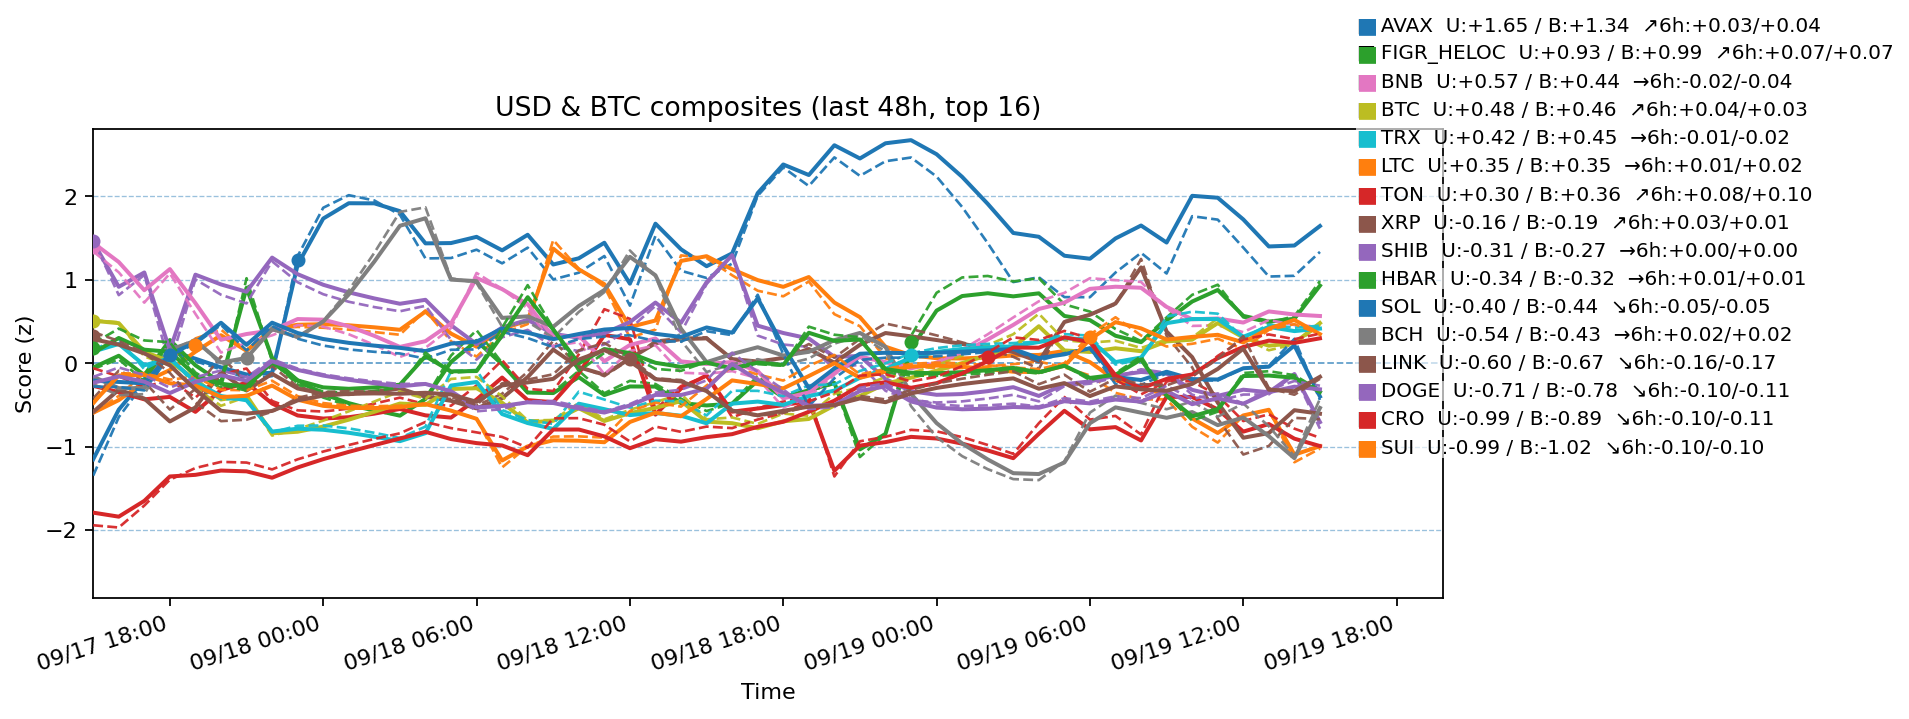 AVAX  U:+1.65 / B:+1.34  ↗6h:+0.03/+0.04
FIGR_HELOC  U:+0.93 / B:+0.99  ↗6h:+0.07/+0.07
BNB  U:+0.57 / B:+0.44  →6h:-0.02/-0.04
BTC  U:+0.48 / B:+0.46  ↗6h:+0.04/+0.03
TRX  U:+0.42 / B:+0.45  →6h:-0.01/-0.02
LTC  U:+0.35 / B:+0.35  →6h:+0.01/+0.02
TON  U:+0.30 / B:+0.36  ↗6h:+0.08/+0.10
XRP  U:-0.16 / B:-0.19  ↗6h:+0.03/+0.01
SHIB  U:-0.31 / B:-0.27  →6h:+0.00/+0.00
HBAR  U:-0.34 / B:-0.32  →6h:+0.01/+0.01
SOL  U:-0.40 / B:-0.44  ↘6h:-0.05/-0.05
BCH  U:-0.54 / B:-0.43  →6h:+0.02/+0.02
LINK  U:-0.60 / B:-0.67  ↘6h:-0.16/-0.17
DOGE  U:-0.71 / B:-0.78  ↘6h:-0.10/-0.11
CRO  U:-0.99 / B:-0.89  ↘6h:-0.10/-0.11
SUI  U:-0.99 / B:-1.02  ↘6h:-0.10/-0.10
USD & BTC composites (last 48h, top 16)
Score (z)
2
1
0
−1
−2
09/17 18:00
09/18 00:00
09/18 06:00
09/18 12:00
09/18 18:00
09/19 00:00
09/19 06:00
09/19 12:00
09/19 18:00
Time